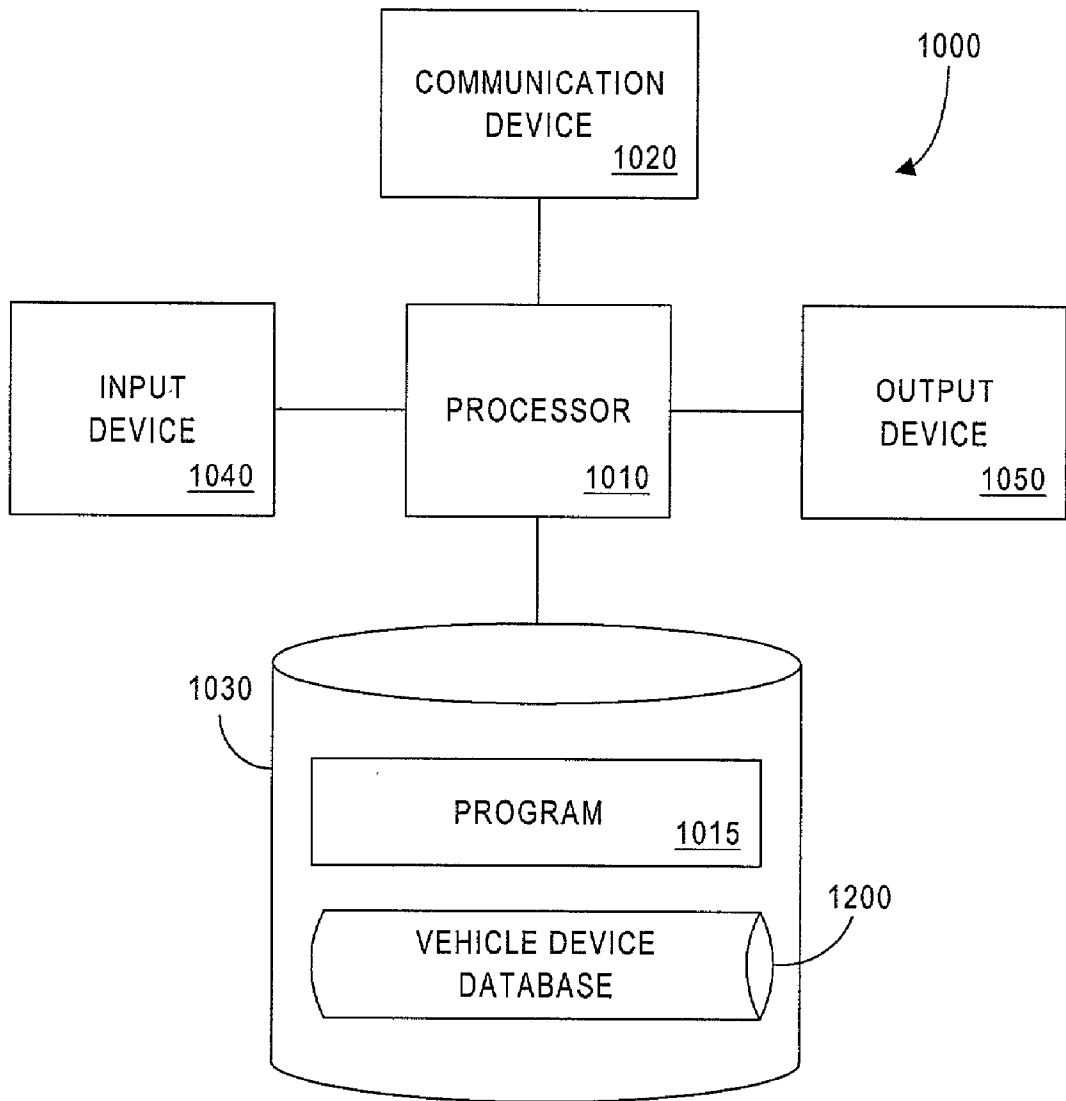 1000
COMMUNICATION
DEVICE
1020
INPUT
DEVICE
1040
PROCESSOR
1010
OUTPUT
DEVICE
1050
1030
PROGRAM
1015
1200
VEHICLE DEVICE
DATABASE